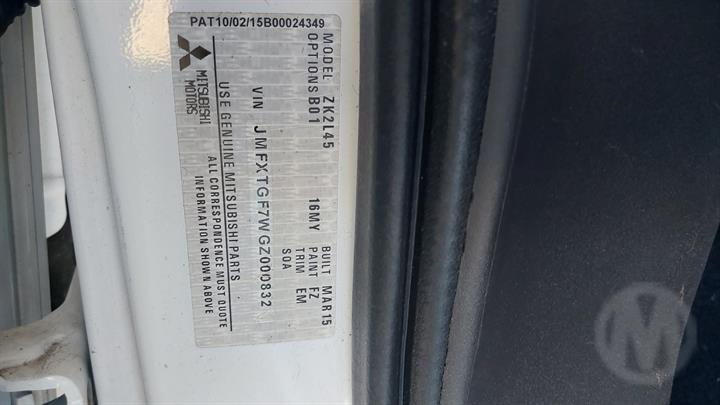 PAT10/02/15B00024349
MODEL ZK2L45 16MY BUILT MAR15
OPTIONS B01 PAINT FZ
TRIM EM
SOA
VIN JMFXTGF7WGZ000832
MITSUBISHI MOTORS
USE GENUINE MITSUBISHI PARTS
ALL CORRESPONDENCE MUST QUOTE
INFORMATION SHOWN ABOVE
M